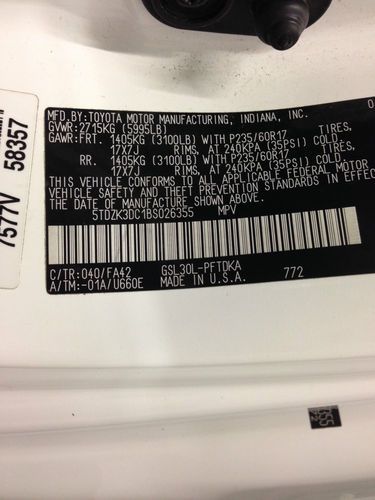 MFD.BY:TOYOTA MOTOR MANUFACTURING, INDIANA, INC. 0
GVWR:2715KG (5995LB)
GAWR:FRT. 1405KG (3100LB) WITH P235/60R17 TIRES,
17X7J RIMS, AT 240KPA (35PSI) COLD.
RR. 1405KG (3100LB) WITH P235/60R17 TIRES,
17X7J RIMS, AT 240KPA (35PSI) COLD.
THIS VEHICLE CONFORMS TO ALL APPLICABLE FEDERAL MOTOR
VEHICLE SAFETY AND THEFT PREVENTION STANDARDS IN EFFEC
THE DATE OF MANUFACTURE SHOWN ABOVE.
5TDZK3DC1BS026355 MPV
C/TR:040/FA42 GSL30L-PFTDKA 772
A/TM:-01A/U660E MADE IN U.S.A.
7577V 58357